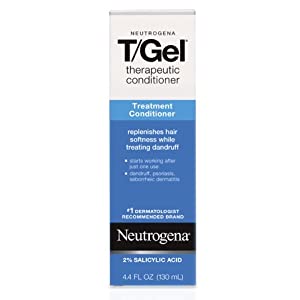 NEUTROGENA
T/Gel®
therapeutic
conditioner
Treatment
Conditioner
replenishes hair
softness while
treating dandruff
• starts working after
just one use
• dandruff, psoriasis,
seborrheic dermatitis
#1 DERMATOLOGIST
RECOMMENDED BRAND
Neutrogena®
2% SALICYLIC ACID
4.4 FL OZ (130 mL)